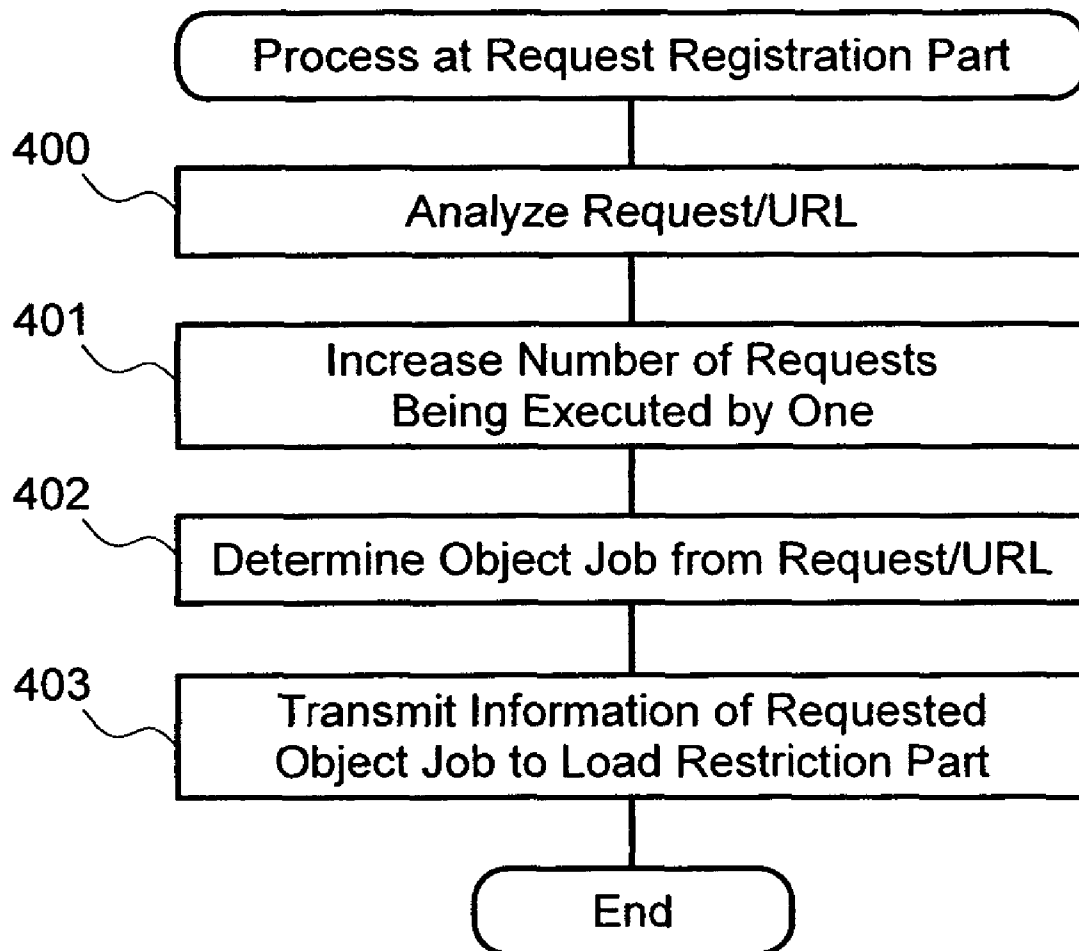 Process at Request Registration Part
400
Analyze Request/URL
401
Increase Number of Requests
Being Executed by One
402
Determine Object Job from Request/URL
403
Transmit Information of Requested
Object Job to Load Restriction Part
End